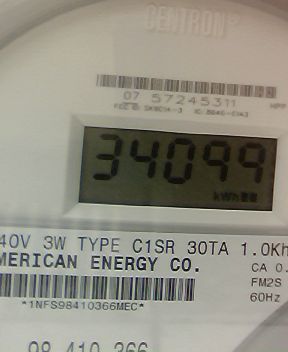 CENTRON®
07 57245311
34099
kWh
40V 3W TYPE C1SR 30TA 1.0Kh
MERICAN ENERGY CO.
CA 0.
FM2S
60Hz
*1NFS98410366MEC*
98 410 366